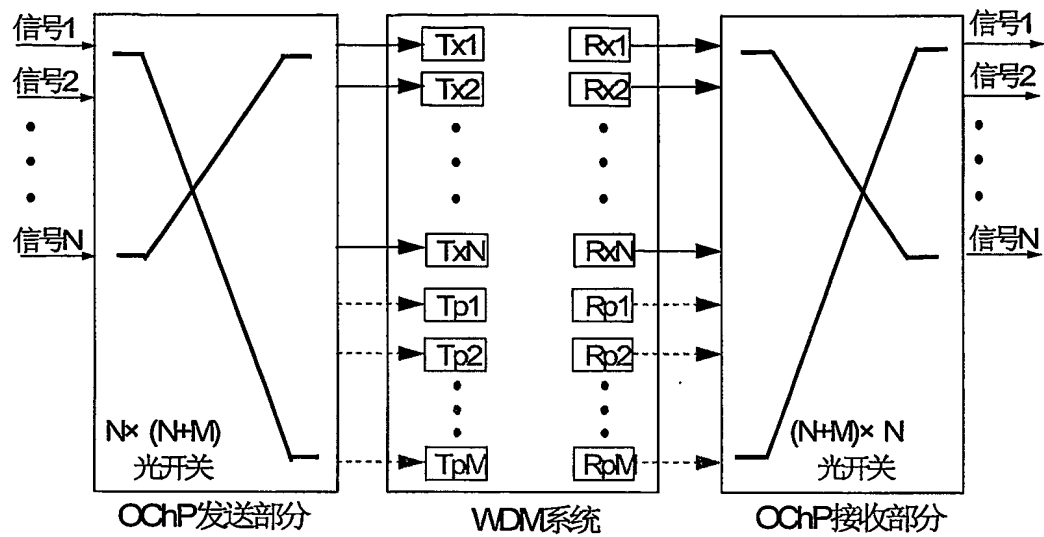 信号1
信号2
信号N
N× (N+M)
光开关
OChP发送部分
Tx1
Tx2
TxN
Tp1
Tp2
TpM
Rx1
Rx2
RxN
Rp1
Rp2
RpM
WDM系统
(N+M)× N
光开关
OChP接收部分
信号1
信号2
信号N